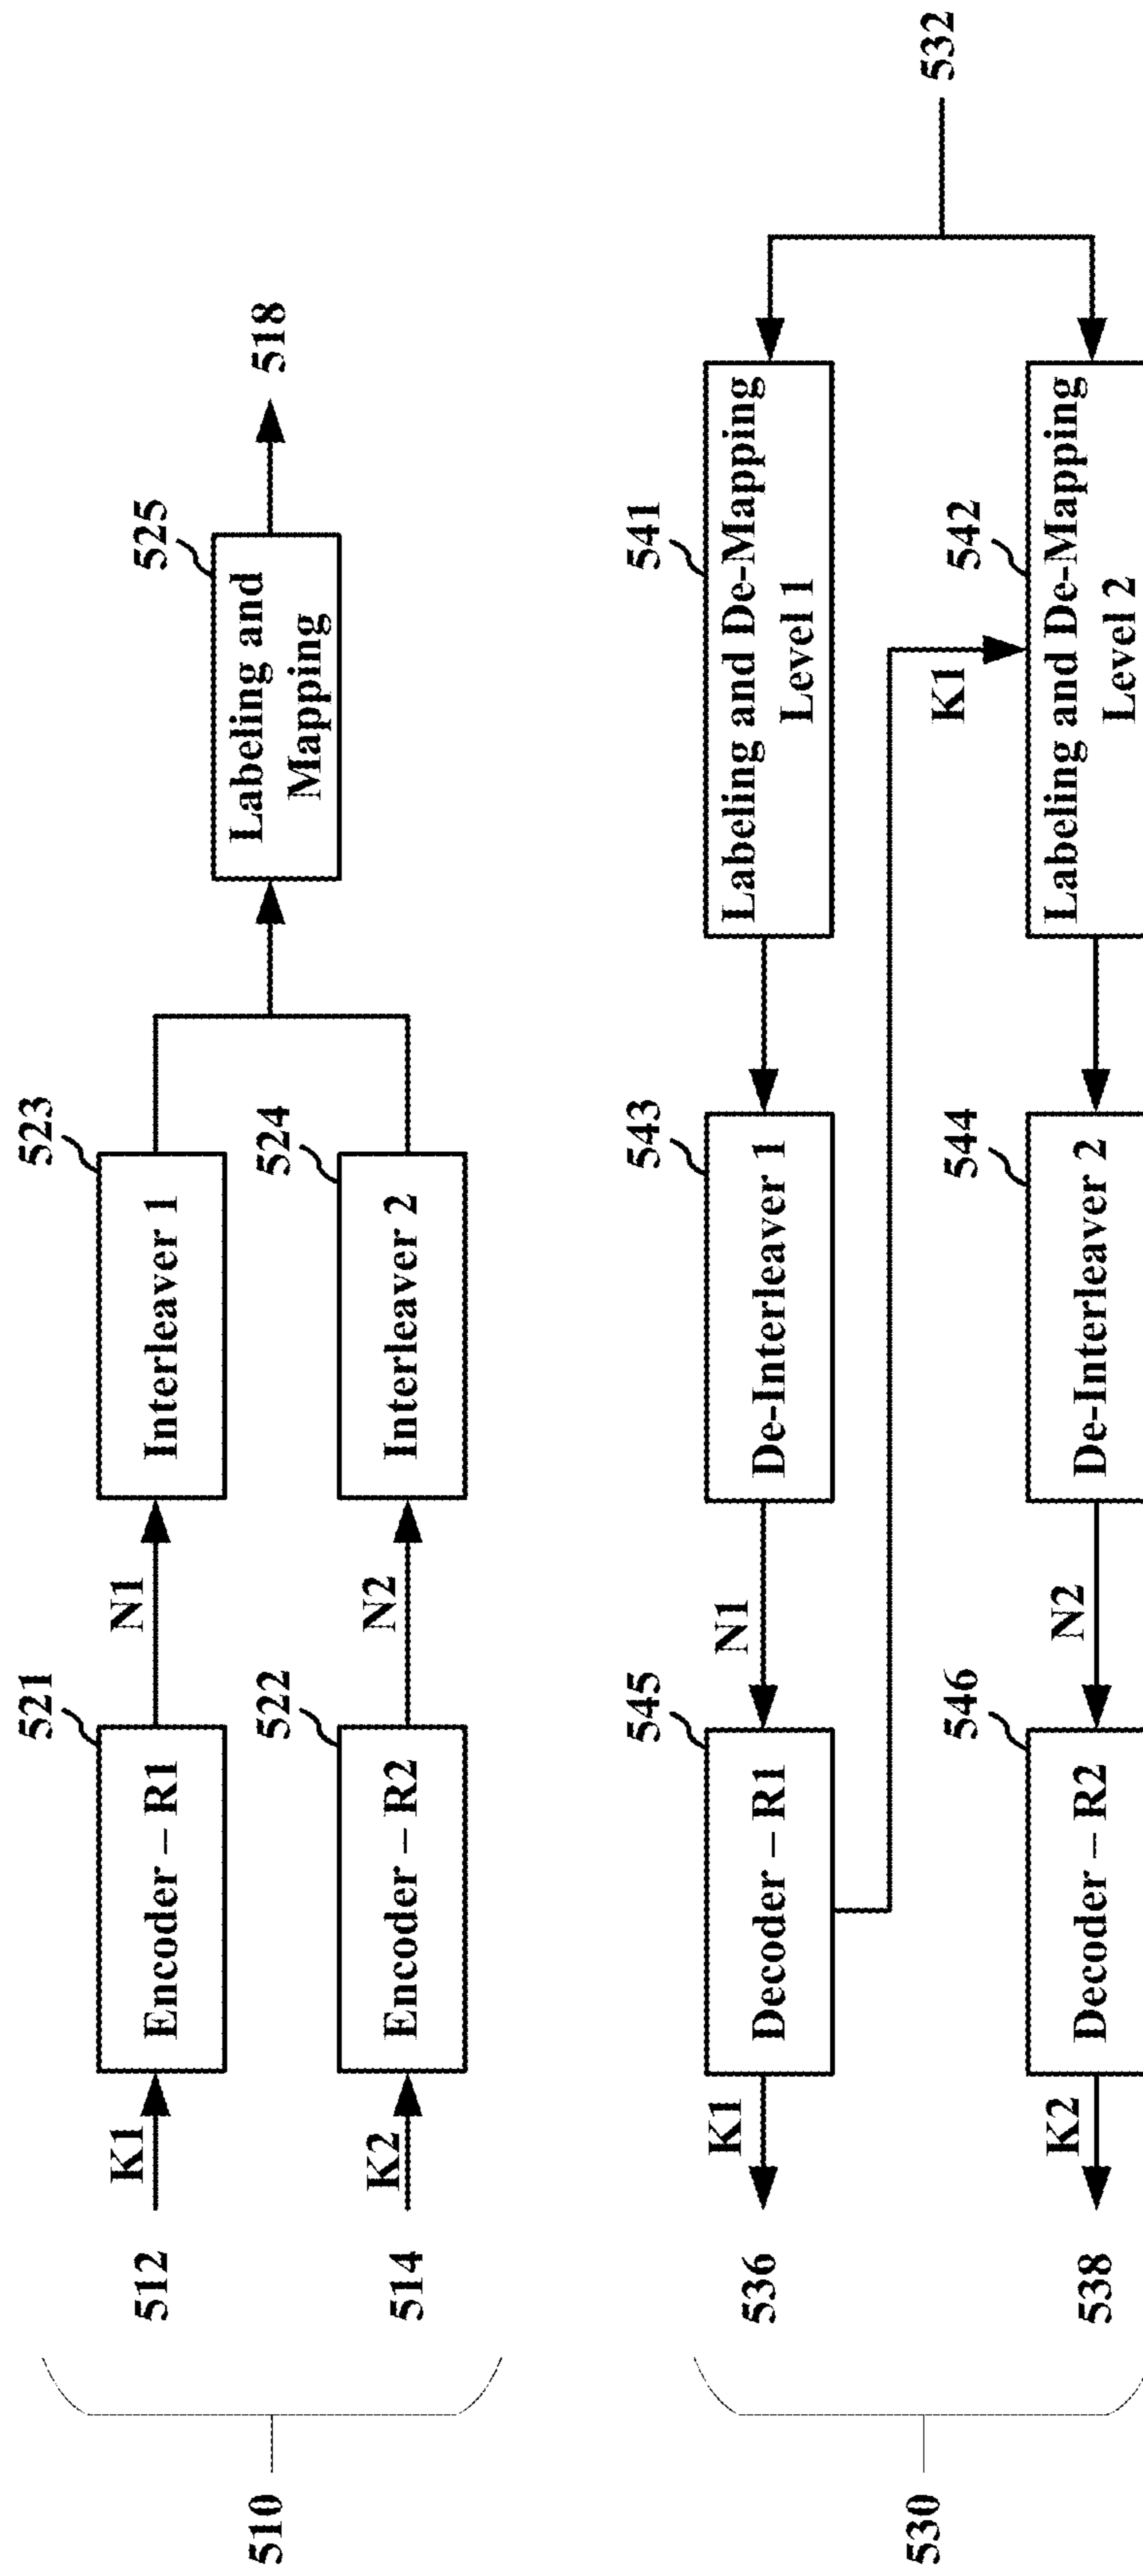 510
512
K1
521
Encoder – R1
N1
523
Interleaver 1
514
K2
522
Encoder – R2
N2
524
Interleaver 2
525
Labeling and
Mapping
518
530
536
K1
545
Decoder – R1
N1
543
De-Interleaver 1
541
Labeling and De-Mapping
Level 1
532
K1
538
K2
546
Decoder – R2
N2
544
De-Interleaver 2
542
Labeling and De-Mapping
Level 2